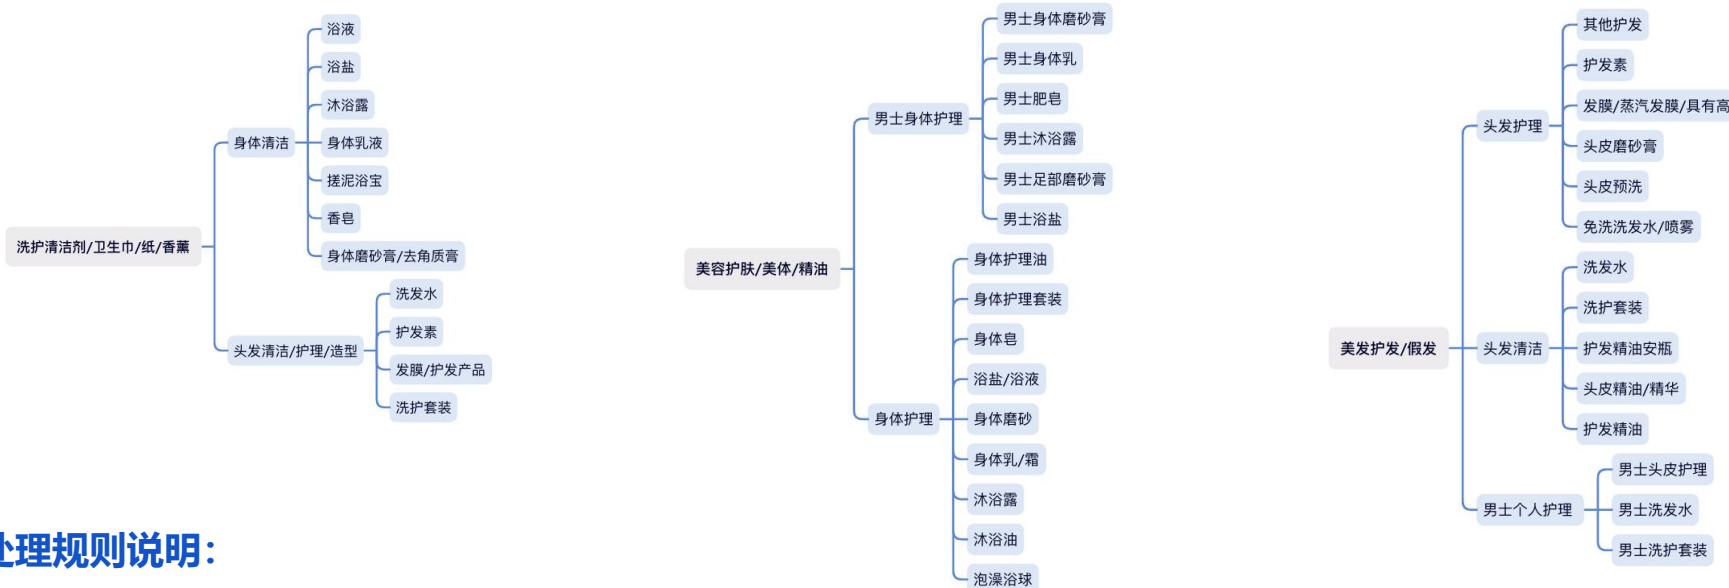 洗护清洁剂/卫生巾/纸/香薰
身体清洁
浴液
浴盐
沐浴露
身体乳液
搓泥浴宝
香皂
身体磨砂膏/去角质膏
头发清洁/护理/造型
洗发水
护发素
发膜/护发产品
洗护套装
美容护肤/美体/精油
男士身体护理
男士身体磨砂膏
男士身体乳
男士肥皂
男士沐浴露
男士足部磨砂膏
男士浴盐
身体护理
身体护理油
身体护理套装
身体皂
浴盐/浴液
身体磨砂
身体乳/霜
沐浴露
沐浴油
泡澡浴球
美发护发/假发
头发护理
其他护发
护发素
发膜/蒸汽发膜/具有高
头皮磨砂膏
头皮预洗
免洗洗发水/喷雾
头发清洁
洗发水
洗护套装
护发精油安瓶
头皮精油/精华
护发精油
男士个人护理
男士头皮护理
男士洗发水
男士洗护套装
处理规则说明：